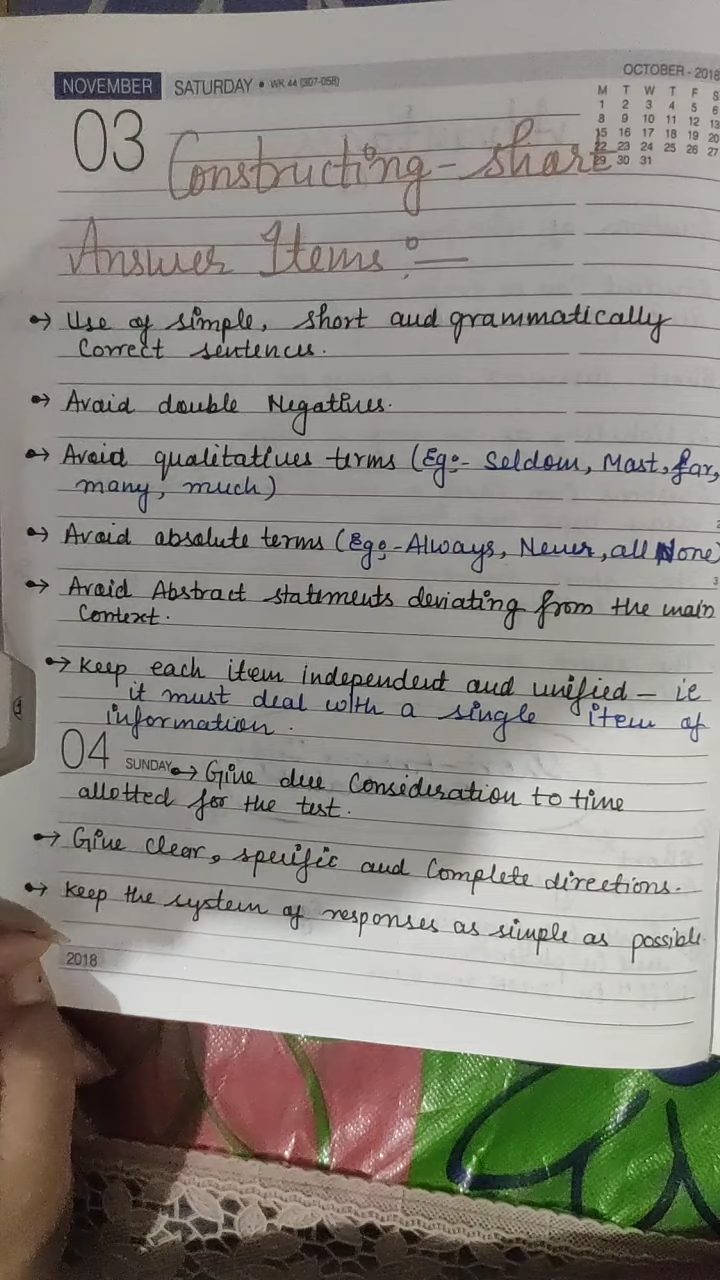 NOVEMBER SATURDAY • WK 44 (307-058)
OCTOBER - 2018
M T W T F S
1 2 3 4 5 6
8 9 10 11 12 13
15 16 17 18 19 20
22 23 24 25 26 27
29 30 31
03
Constructing - Short
Answer Items :-
→ Use of simple, short and grammatically
correct sentences.
→ Avoid double Negatives.
→ Avoid qualitatives terms (Eg:- Seldom, Most, far,
many, much)
→ Avoid absolute terms (Eg:- Always, Never, all None
→ Avoid Abstract statements deviating from the main
context.
→ Keep each item independent and unified - ie
it must deal with a single item of
information.
04 SUNDAY → Give due consideration to time
allotted for the test.
→ Give clear, specific and complete directions.
→ Keep the system of responses as simple as possible.
2018